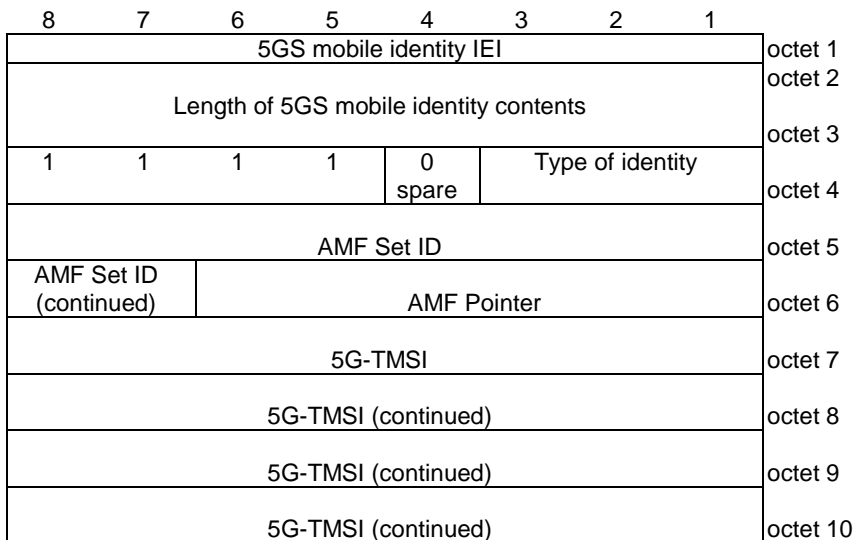 8 7 6 5 4 3 2 1
5GS mobile identity IEI octet 1
octet 2
Length of 5GS mobile identity contents
octet 3
1 1 1 1 0 Type of identity
spare octet 4
AMF Set ID octet 5
AMF Set ID
(continued) AMF Pointer octet 6
5G-TMSI octet 7
5G-TMSI (continued) octet 8
5G-TMSI (continued) octet 9
5G-TMSI (continued) octet 10